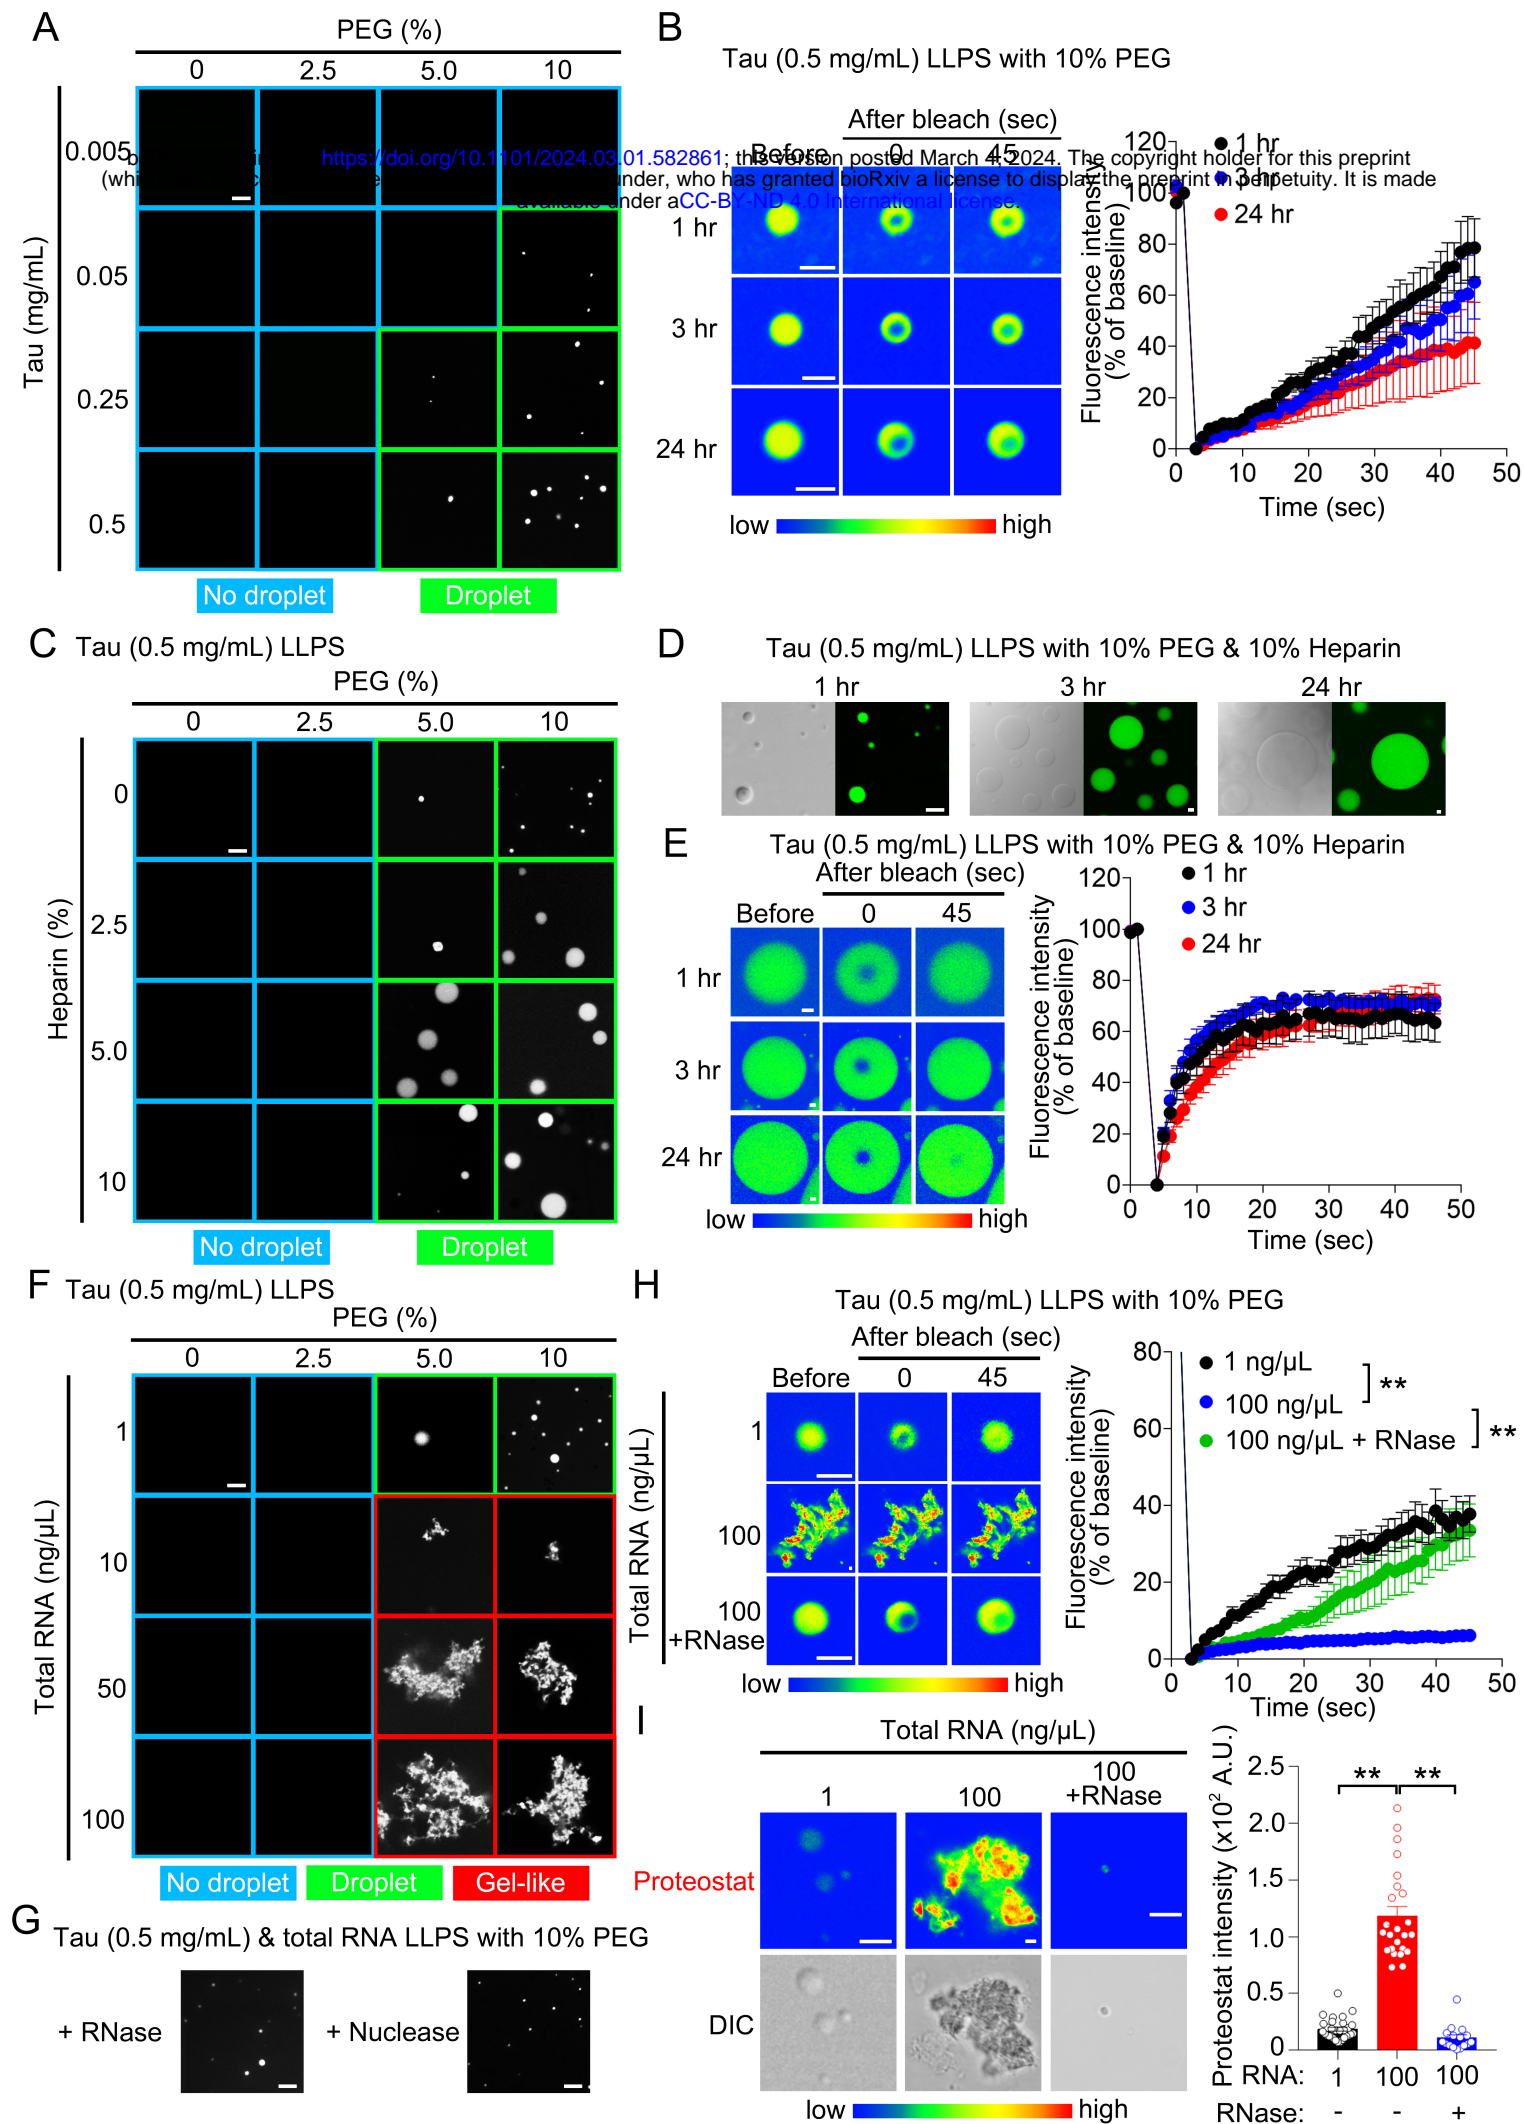 A
PEG (%)
0 2.5 5.0 10
Tau (mg/mL)
0.005
0.05
0.25
0.5
No droplet
Droplet
https://doi.org/10.1101/2024.03.01.582861; this version posted March 4, 2024. The copyright holder for this preprint
under, who has granted bioRxiv a license to display the preprint in perpetuity. It is made
available under aCC-BY-ND 4.0 International license.
B
Tau (0.5 mg/mL) LLPS with 10% PEG
After bleach (sec)
Before 0 45
1 hr
3 hr
24 hr
low
high
Fluorescence intensity
(% of baseline)
120
100
80
60
40
20
0
0 10 20 30 40 50
Time (sec)
1 hr
3 hr
24 hr
C
Tau (0.5 mg/mL) LLPS
PEG (%)
0 2.5 5.0 10
Heparin (%)
0
2.5
5.0
10
No droplet
Droplet
D
Tau (0.5 mg/mL) LLPS with 10% PEG & 10% Heparin
1 hr 3 hr 24 hr
E
Tau (0.5 mg/mL) LLPS with 10% PEG & 10% Heparin
After bleach (sec)
Before 0 45
1 hr
3 hr
24 hr
low
high
Fluorescence intensity
(% of baseline)
120
100
80
60
40
20
0
0 10 20 30 40 50
Time (sec)
1 hr
3 hr
24 hr
F
Tau (0.5 mg/mL) LLPS
PEG (%)
0 2.5 5.0 10
Total RNA (ng/µL)
1
10
50
100
No droplet
Droplet
Gel-like
G
Tau (0.5 mg/mL) & total RNA LLPS with 10% PEG
+ RNase
+ Nuclease
H
Tau (0.5 mg/mL) LLPS with 10% PEG
After bleach (sec)
Before 0 45
Total RNA (ng/µL)
1
100
100
+RNase
low
high
Fluorescence intensity
(% of baseline)
80
60
40
20
0
0 10 20 30 40 50
Time (sec)
1 ng/µL
100 ng/µL
100 ng/µL + RNase
**
**
I
Total RNA (ng/µL)
1 100 100
+RNase
Proteostat
DIC
low
high
Proteostat intensity (x10² A.U.)
2.5
2.0
1.5
1.0
0.5
0
** **
RNA: 1 100 100
RNase: - - +